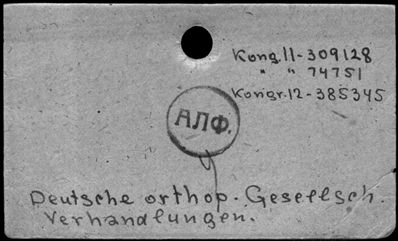 Kong. 11-309128
" " 74751
Kongr. 12-385345
АЛФ.
Deutsche orthop. Gesellsch.
Verhandlungen.